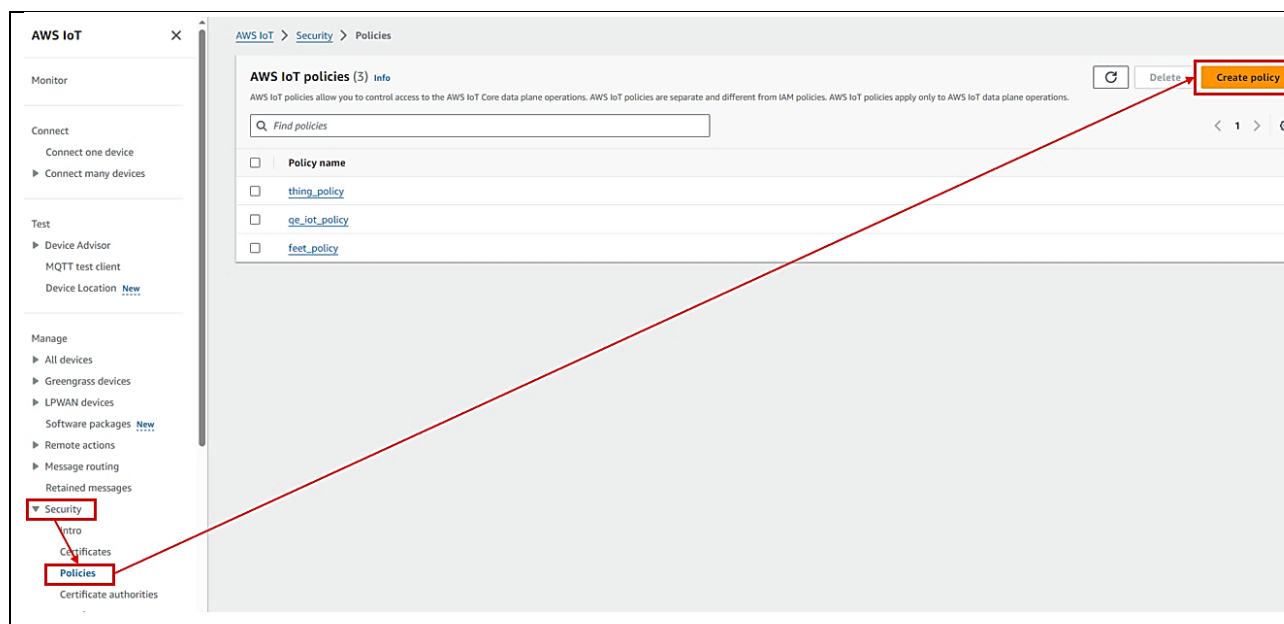 AWS IoT
Monitor
Connect
Connect one device
Connect many devices
Test
Device Advisor
MQTT test client
Device Location New
Manage
All devices
Greengrass devices
LPWAN devices
Software packages New
Remote actions
Message routing
Retained messages
Security
Intro
Certificates
Policies
Certificate authorities
AWS IoT > Security > Policies
AWS IoT policies (3) Info
Delete
Create policy
AWS IoT policies allow you to control access to the AWS IoT Core data plane operations. AWS IoT policies are separate and different from IAM policies. AWS IoT policies apply only to AWS IoT data plane operations.
Find policies
< 1 >
Policy name
thing_policy
qe_iot_policy
feet_policy